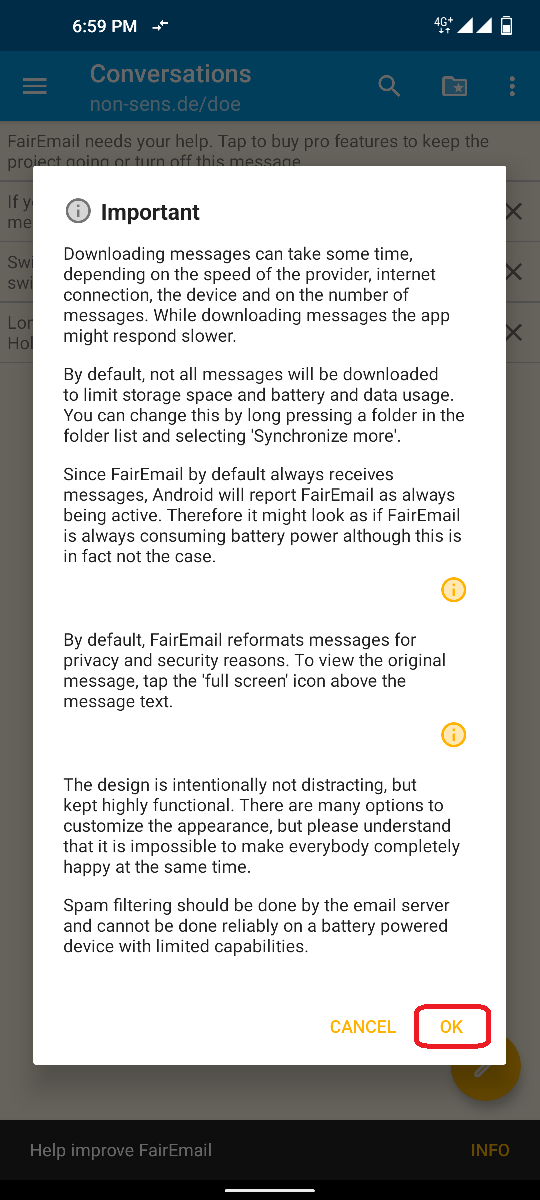 6:59 PM
4G+
Conversations
non-sens.de/doe
FairEmail needs your help. Tap to buy pro features to keep the
project going or turn off this message
If y
me
Swi
swi
Lon
Hol
Important
Downloading messages can take some time,
depending on the speed of the provider, internet
connection, the device and on the number of
messages. While downloading messages the app
might respond slower.
By default, not all messages will be downloaded
to limit storage space and battery and data usage.
You can change this by long pressing a folder in the
folder list and selecting 'Synchronize more'.
Since FairEmail by default always receives
messages, Android will report FairEmail as always
being active. Therefore it might look as if FairEmail
is always consuming battery power although this is
in fact not the case.
By default, FairEmail reformats messages for
privacy and security reasons. To view the original
message, tap the 'full screen' icon above the
message text.
The design is intentionally not distracting, but
kept highly functional. There are many options to
customize the appearance, but please understand
that it is impossible to make everybody completely
happy at the same time.
Spam filtering should be done by the email server
and cannot be done reliably on a battery powered
device with limited capabilities.
CANCEL
OK
Help improve FairEmail
INFO